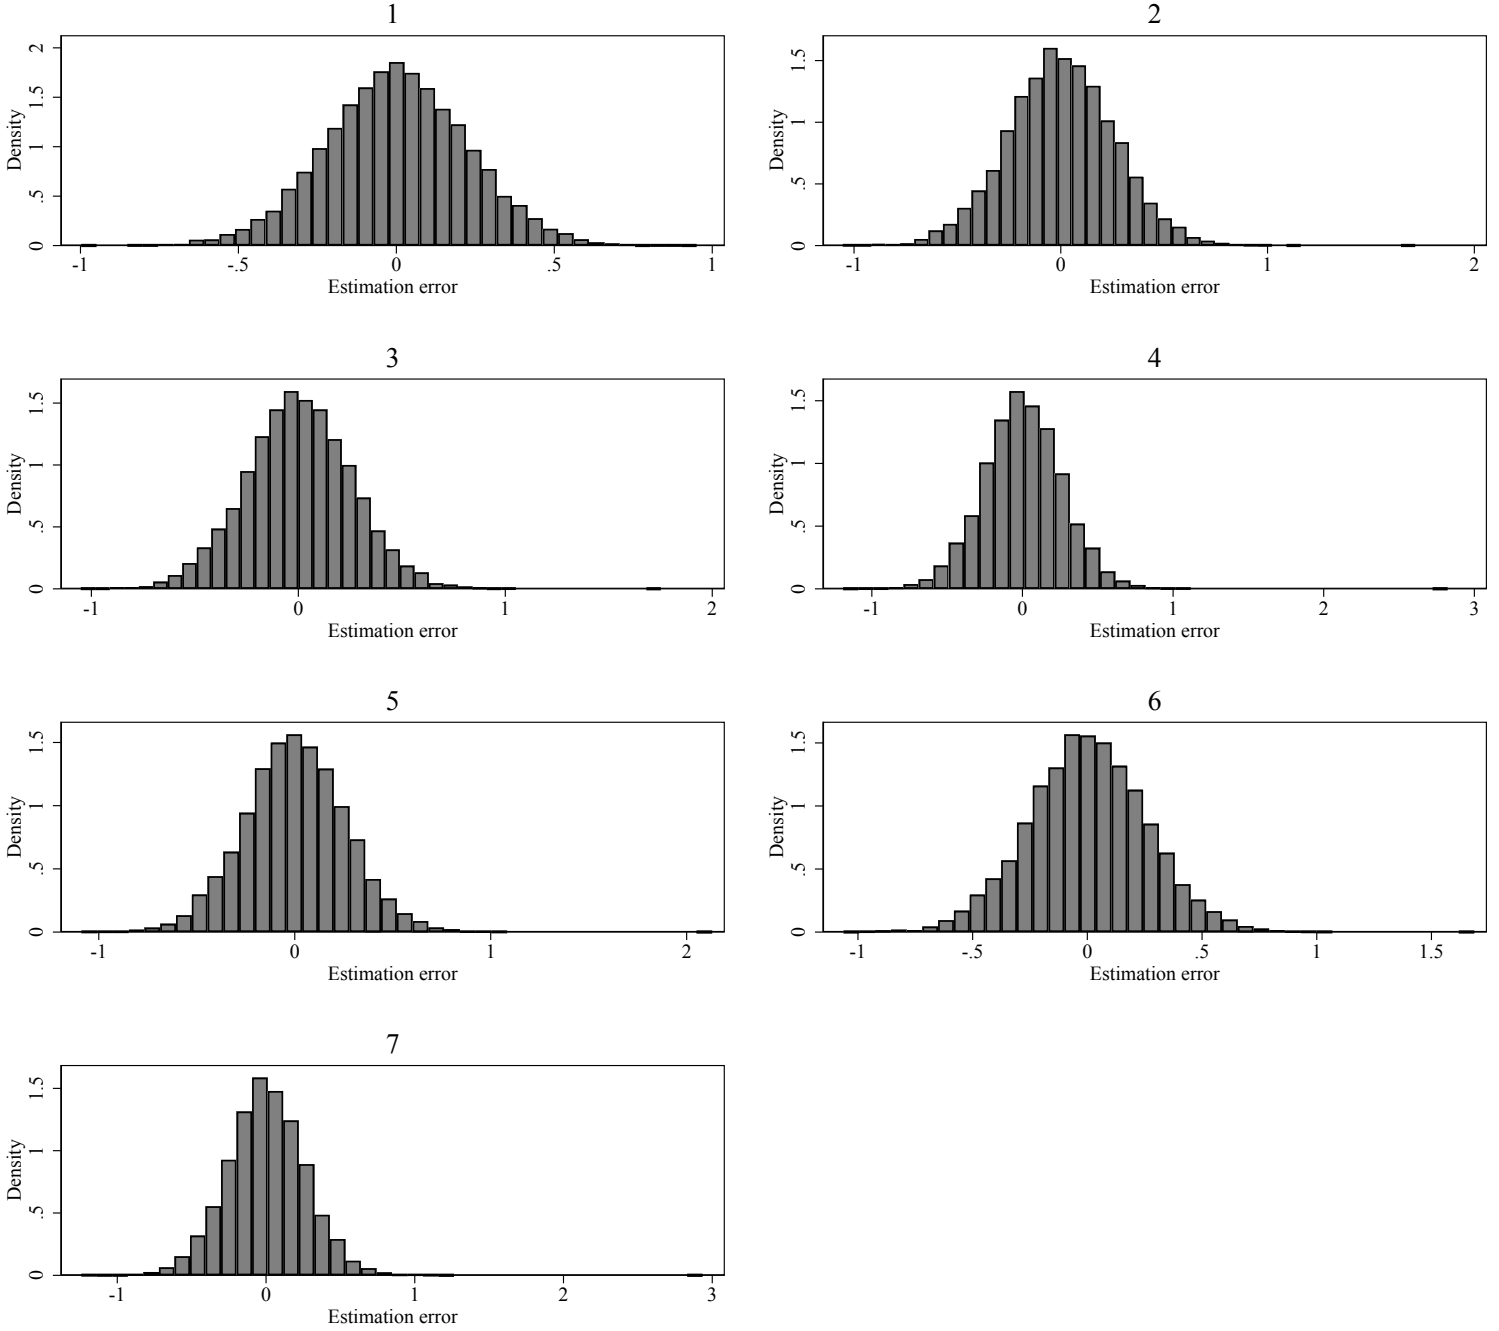 1
Density
0 .5 1 1.5 2
-1 -.5 0 .5 1
Estimation error
2
Density
0 .5 1 1.5
-1 0 1 2
Estimation error
3
Density
0 .5 1 1.5
-1 0 1 2
Estimation error
4
Density
0 .5 1 1.5
-1 0 1 2 3
Estimation error
5
Density
0 .5 1 1.5
-1 0 1 2
Estimation error
6
Density
0 .5 1 1.5
-1 -.5 0 .5 1 1.5
Estimation error
7
Density
0 .5 1 1.5
-1 0 1 2 3
Estimation error